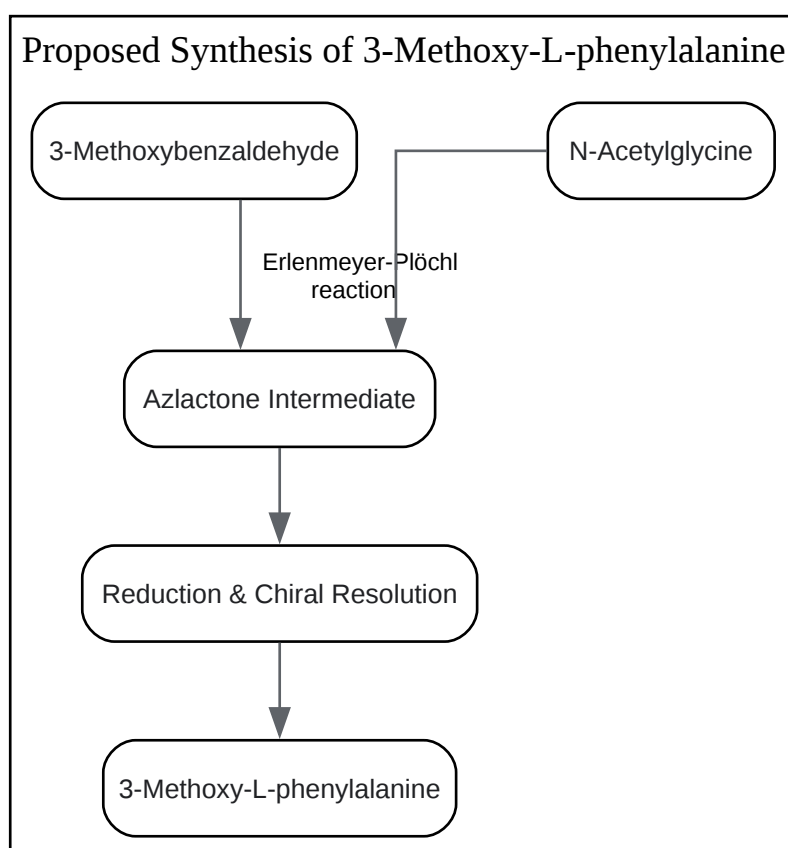 Proposed Synthesis of 3-Methoxy-L-phenylalanine
3-Methoxybenzaldehyde
N-Acetylglycine
Erlenmeyer-Plöchl
reaction
Azlactone Intermediate
Reduction & Chiral Resolution
3-Methoxy-L-phenylalanine